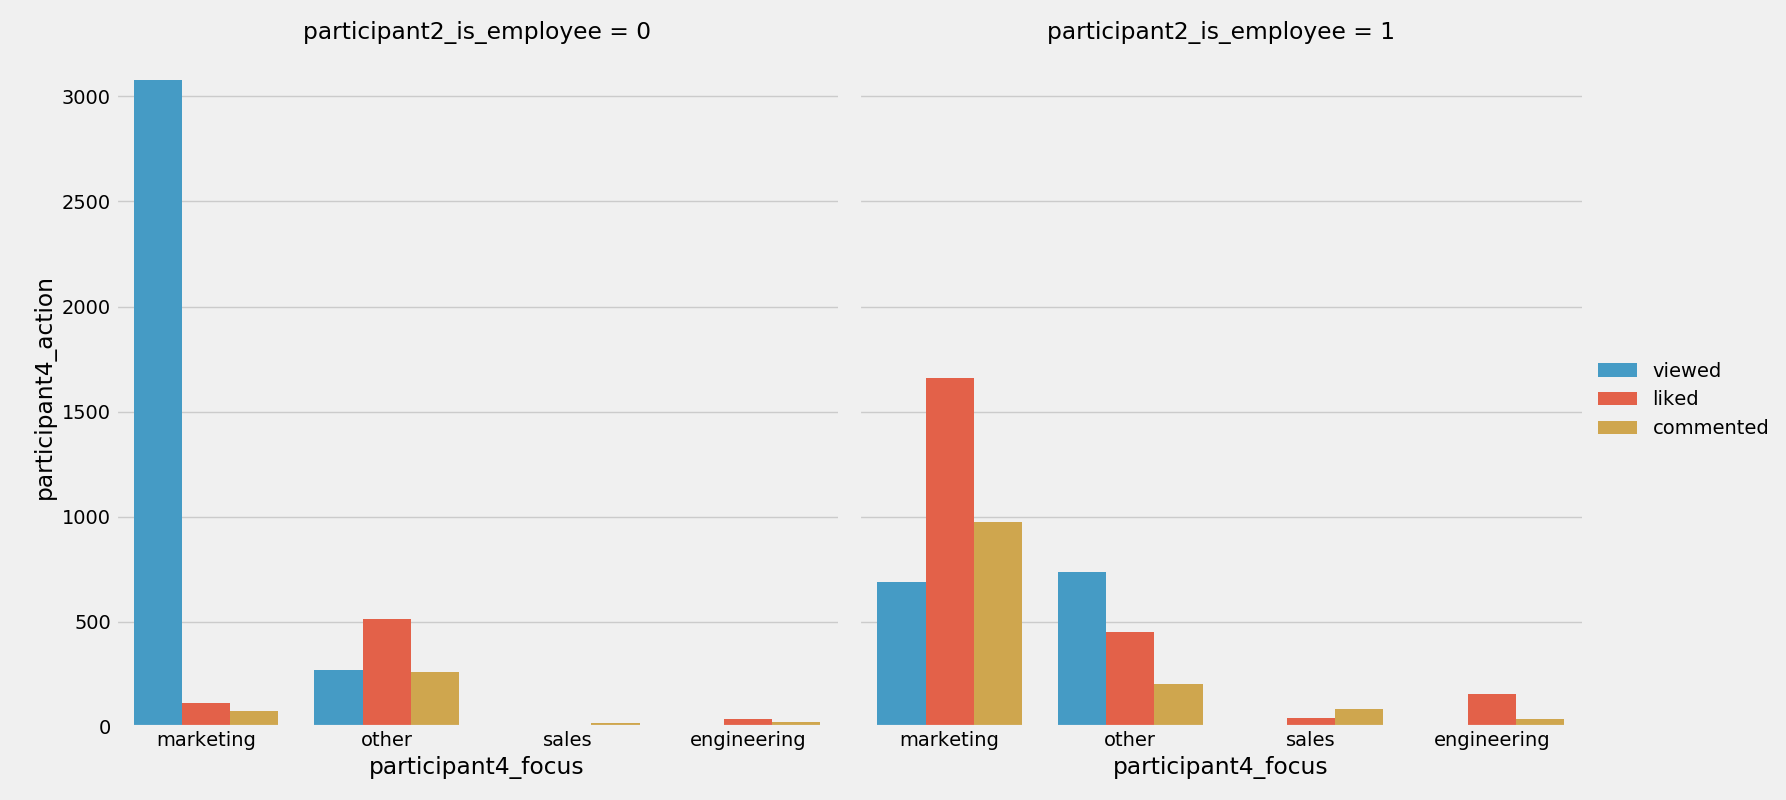 participant2_is_employee = 0
participant2_is_employee = 1
participant4_action
3000
2500
2000
1500
1000
500
0
marketing other sales engineering
participant4_focus
marketing other sales engineering
participant4_focus
viewed
liked
commented